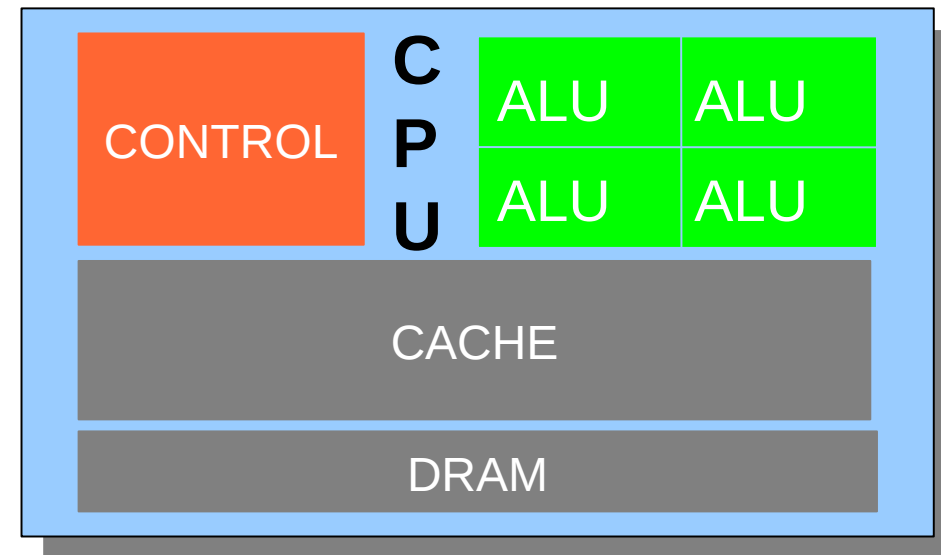 CONTROL
C
P
U
ALU ALU
ALU ALU
CACHE
DRAM